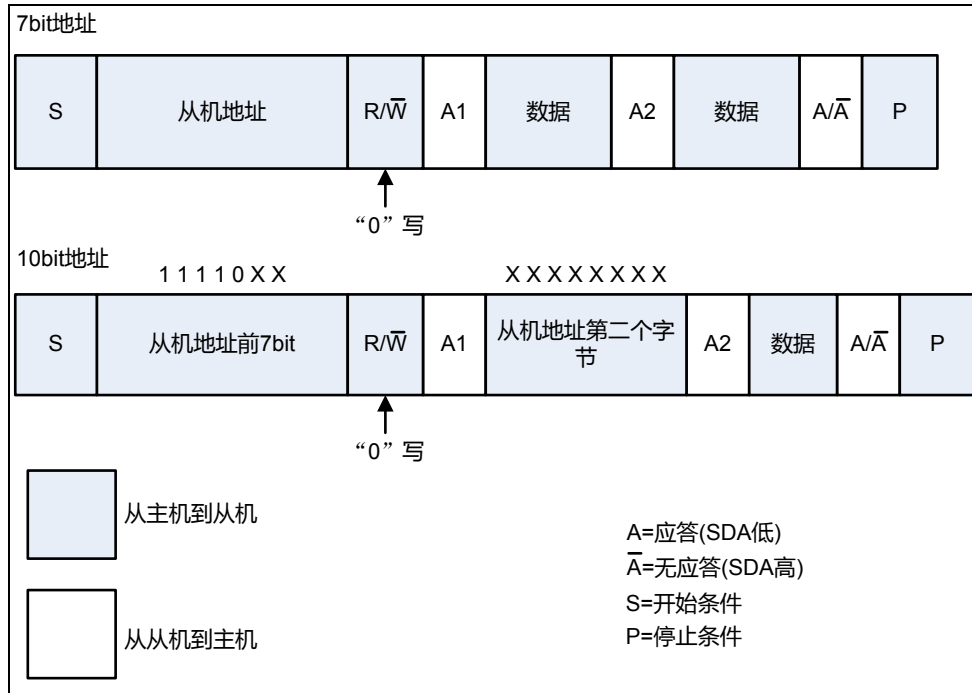 7bit地址
S 从机地址 R/W̅ A1 数据 A2 数据 A/A̅ P
“0”写
10bit地址
1 1 1 1 0 X X X X X X X X X X
S 从机地址前7bit R/W̅ A1 从机地址第二个字 A2 数据 A/A̅ P
节
“0”写
从主机到从机
从从机到主机
A=应答(SDA低)
A̅=无应答(SDA高)
S=开始条件
P=停止条件